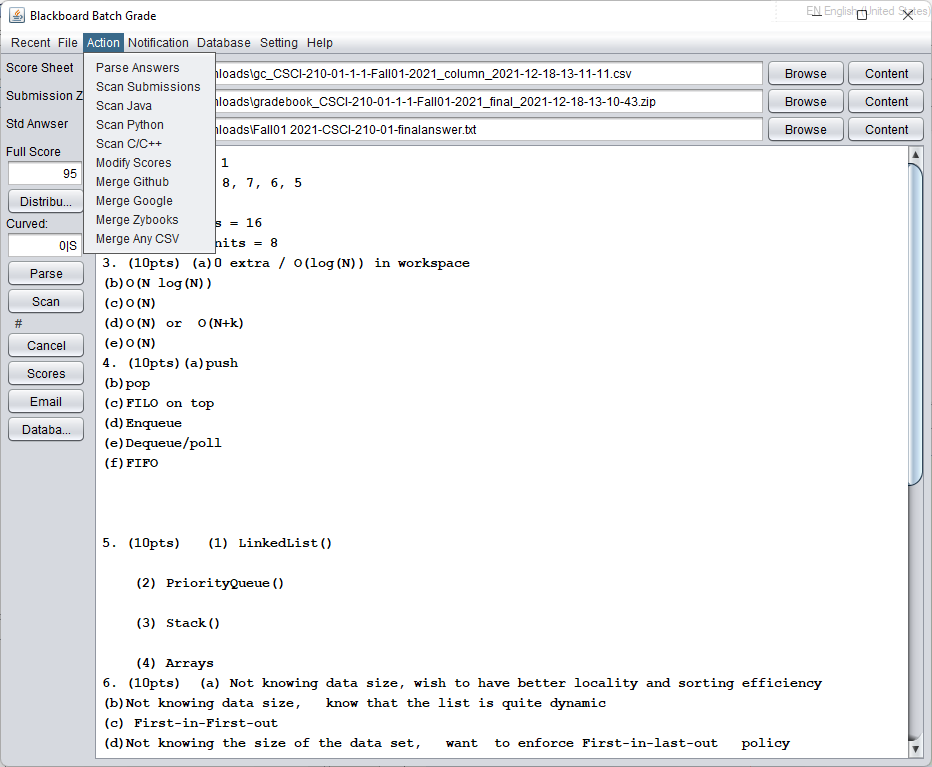 Blackboard Batch Grade
EN English (United States)
Recent File Action Notification Database Setting Help
Score Sheet
Submission Z
Std Anwser
Full Score
95
Distribu...
Curved:
0|S
Parse
Scan
#
Cancel
Scores
Email
Databa...
Parse Answers
Scan Submissions
Scan Java
Scan Python
Scan C/C++
Modify Scores
Merge Github
Merge Google
Merge Zybooks
Merge Any CSV
nloads\gc_CSCI-210-01-1-1-Fall01-2021_column_2021-12-18-13-11-11.csv Browse Content
nloads\gradebook_CSCI-210-01-1-1-Fall01-2021_final_2021-12-18-13-10-43.zip Browse Content
nloads\Fall01 2021-CSCI-210-01-finalanswer.txt Browse Content
1
8, 7, 6, 5
s = 16
nits = 8
3. (10pts) (a)0 extra / O(log(N)) in workspace
(b)O(N log(N))
(c)O(N)
(d)O(N) or O(N+k)
(e)O(N)
4. (10pts)(a)push
(b)pop
(c)FILO on top
(d)Enqueue
(e)Dequeue/poll
(f)FIFO
5. (10pts) (1) LinkedList()
(2) PriorityQueue()
(3) Stack()
(4) Arrays
6. (10pts) (a) Not knowing data size, wish to have better locality and sorting efficiency
(b)Not knowing data size, know that the list is quite dynamic
(c) First-in-First-out
(d)Not knowing the size of the data set, want to enforce First-in-last-out policy